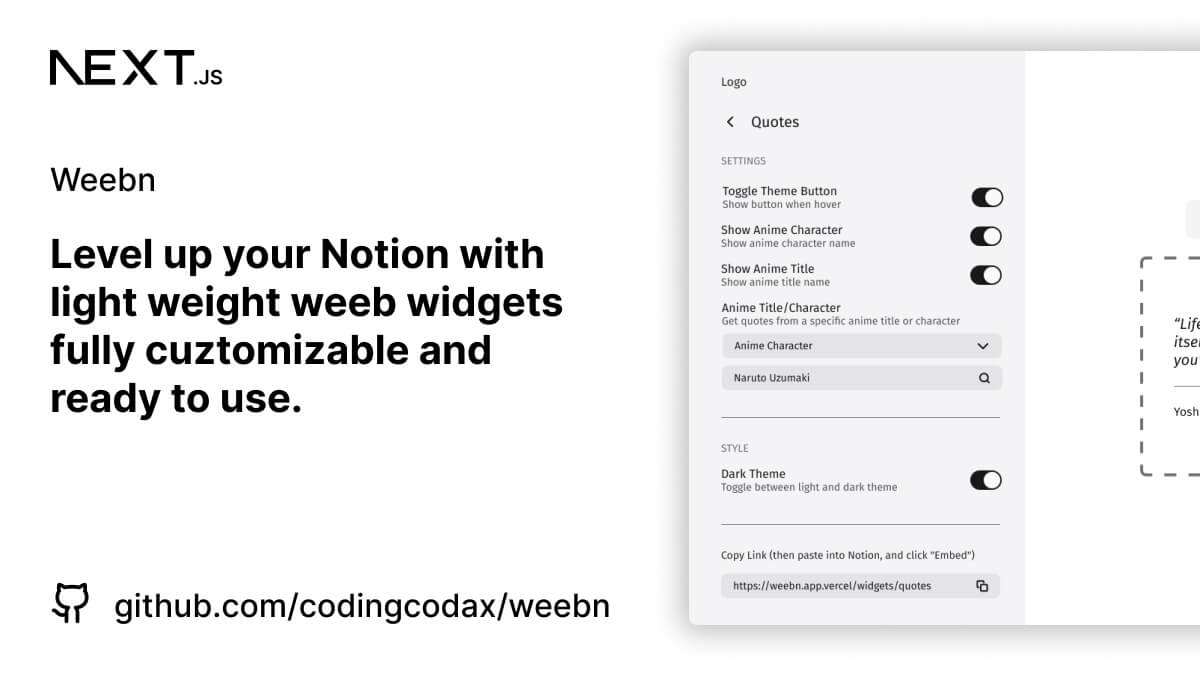 NEXT.JS
Weebn
Level up your Notion with
light weight weeb widgets
fully cuztomizable and
ready to use.
github.com/codingcodax/weebn
Logo
Quotes
SETTINGS
Toggle Theme Button
Show button when hover
Show Anime Character
Show anime character name
Show Anime Title
Show anime title name
Anime Title/Character
Get quotes from a specific anime title or character
Anime Character
Naruto Uzumaki
STYLE
Dark Theme
Toggle between light and dark theme
Copy Link (then paste into Notion, and click "Embed")
https://weebn.app.vercel/widgets/quotes
“Life
itsel
you'
Yosh